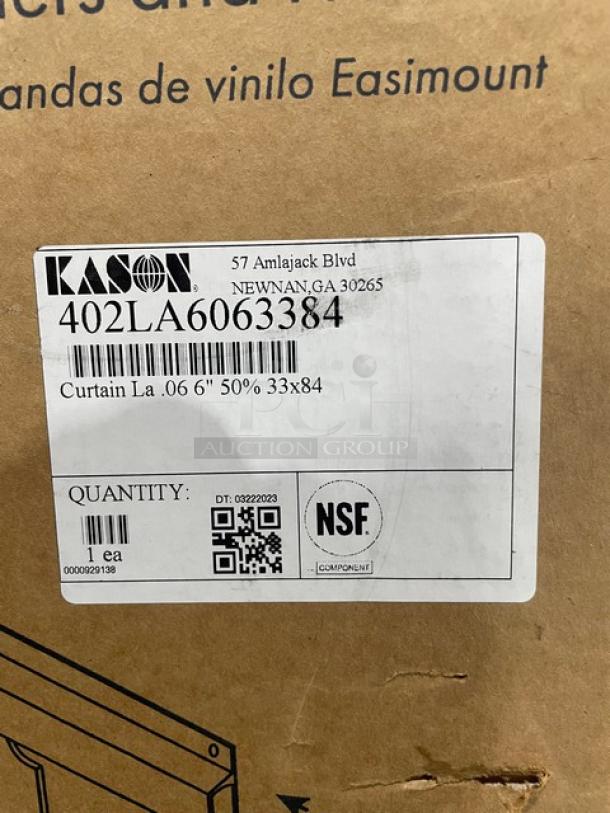 andas de vinilo Easimount
KASON
57 Amlajack Blvd
NEWNAN,GA 30265
402LA6063384
Curtain La .06 6" 50% 33x84
PCI
AUCTION GROUP
QUANTITY:
DT: 03222023
1 ea
0000929138
NSF
COMPONENT